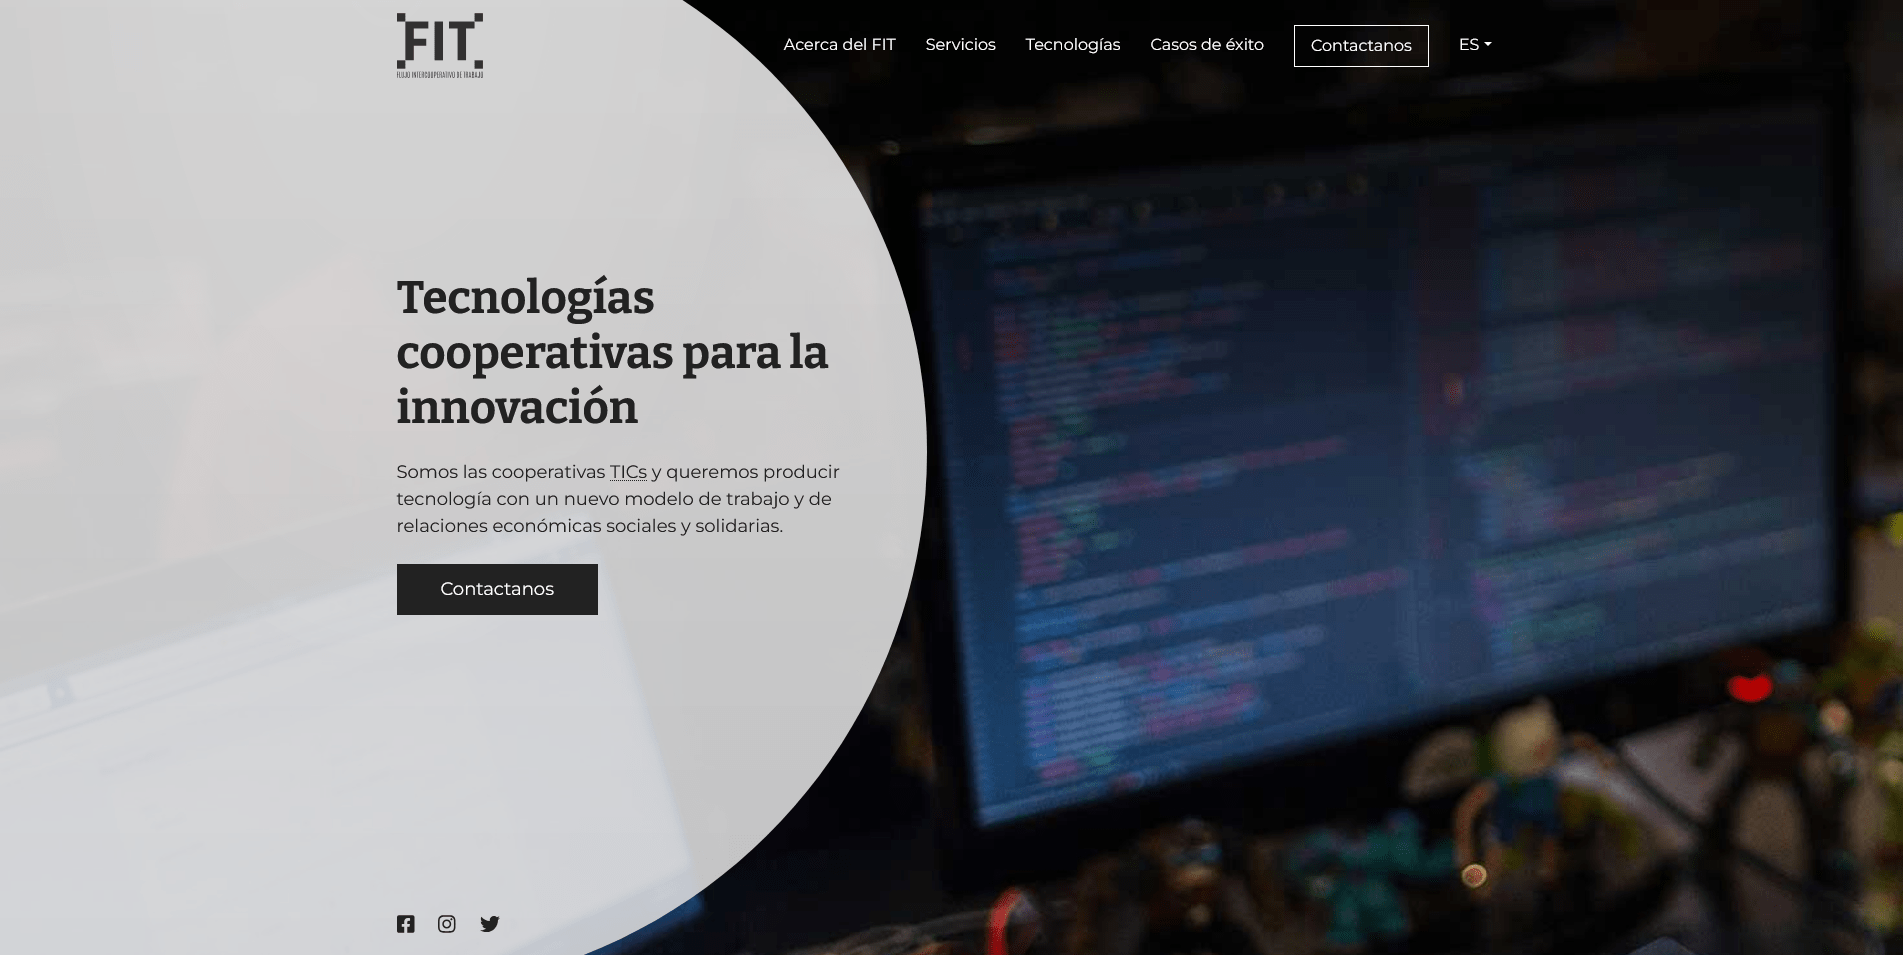 FIT
FLUJO INTERCOOPERATIVO DE TRABAJO
Acerca del FIT
Servicios
Tecnologías
Casos de éxito
Contactanos
ES
Tecnologías
cooperativas para la
innovación
Somos las cooperativas TICs y queremos producir
tecnología con un nuevo modelo de trabajo y de
relaciones económicas sociales y solidarias.
Contactanos